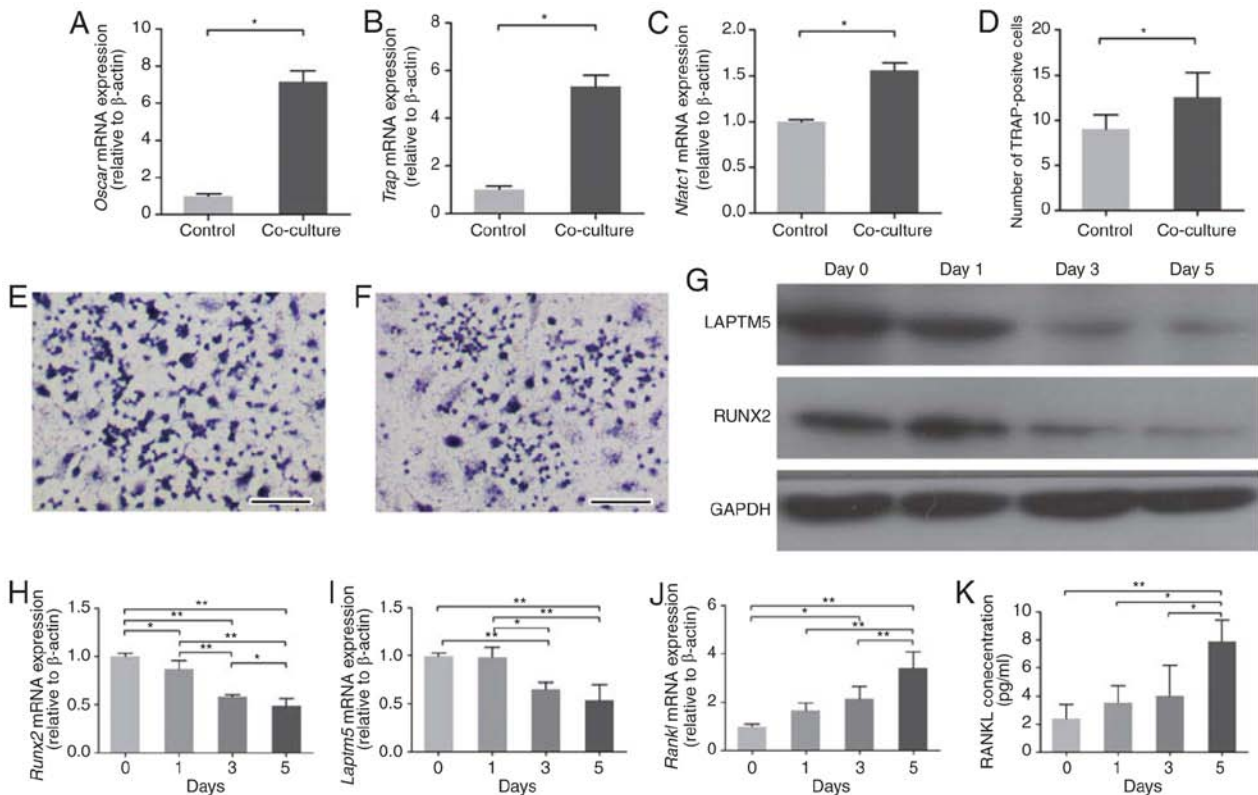 A
Oscar mRNA expression
(relative to β-actin)
10
8
6
4
2
0
*
Control
Co-culture
B
Trap mRNA expression
(relative to β-actin)
8
6
4
2
0
*
Control
Co-culture
C
Nfatc1 mRNA expression
(relative to β-actin)
2.0
1.5
1.0
0.5
0.0
*
Control
Co-culture
D
Number of TRAP-positve cells
20
15
10
5
0
*
Control
Co-culture
E
F
G
Day 0
Day 1
Day 3
Day 5
LAPTM5
RUNX2
GAPDH
H
Runx2 mRNA expression
(relative to β-actin)
1.5
1.0
0.5
0.0
**
**
*
**
**
*
0
1
3
5
Days
I
Laptm5 mRNA expression
(relative to β-actin)
1.5
1.0
0.5
0.0
**
**
*
**
0
1
3
5
Days
J
Rankl mRNA expression
(relative to β-actin)
6
4
2
0
**
*
**
**
0
1
3
5
Days
K
RANKL conecentration
(pg/ml)
10
8
6
4
2
0
**
*
*
0
1
3
5
Days